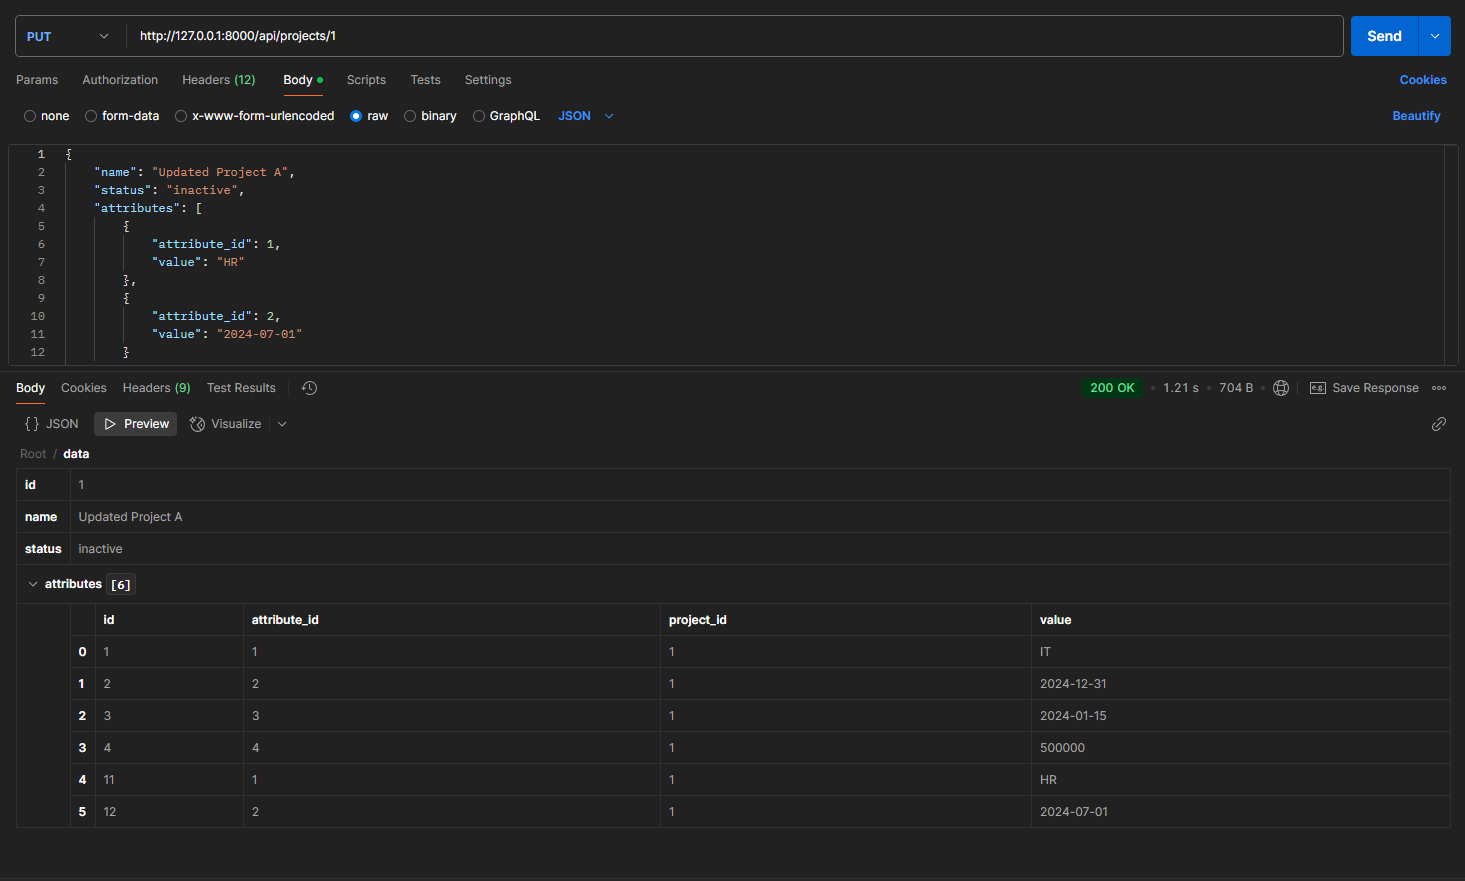 PUT http://127.0.0.1:8000/api/projects/1 Send
Params Authorization Headers (12) Body Scripts Tests Settings Cookies
none form-data x-www-form-urlencoded raw binary GraphQL JSON Beautify
1 {
2 "name": "Updated Project A",
3 "status": "inactive",
4 "attributes": [
5 {
6 "attribute_id": 1,
7 "value": "HR"
8 },
9 {
10 "attribute_id": 2,
11 "value": "2024-07-01"
12 }
Body Cookies Headers (9) Test Results 200 OK • 1.21 s • 704 B • e.g. Save Response
{} JSON Preview Visualize
Root / data
id 1
name Updated Project A
status inactive
attributes [6]
id attribute_id project_id value
0 1 1 1 IT
1 2 2 1 2024-12-31
2 3 3 1 2024-01-15
3 4 4 1 500000
4 11 1 1 HR
5 12 2 1 2024-07-01